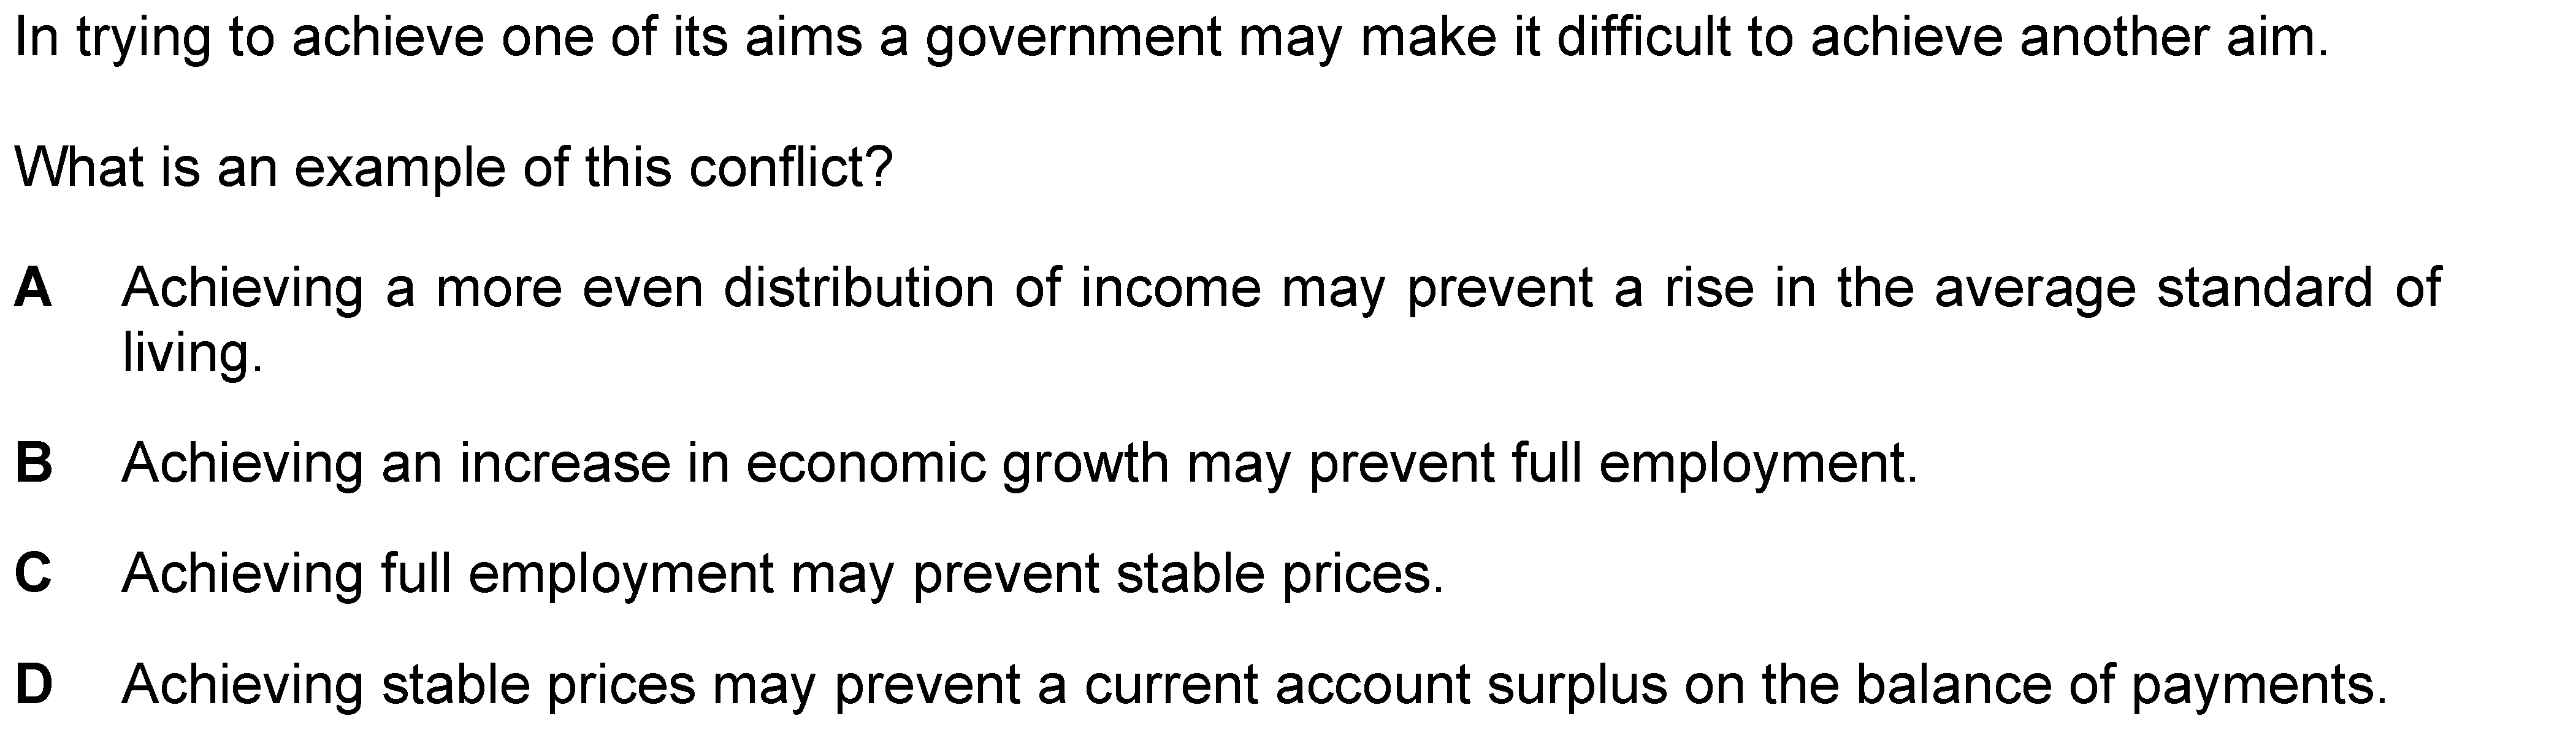 In trying to achieve one of its aims a government may make it difficult to achieve another aim.
What is an example of this conflict?
A Achieving a more even distribution of income may prevent a rise in the average standard of
living.
B Achieving an increase in economic growth may prevent full employment.
C Achieving full employment may prevent stable prices.
D Achieving stable prices may prevent a current account surplus on the balance of payments.